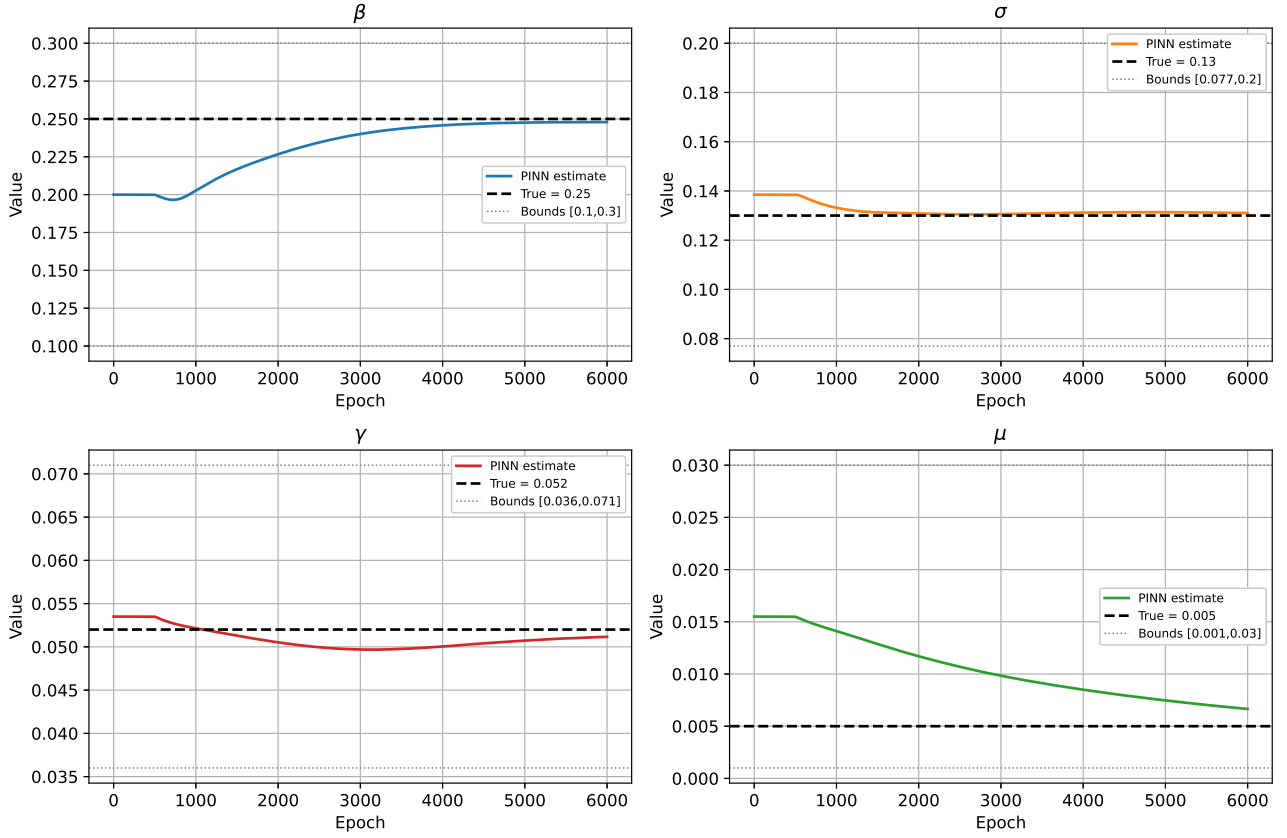 β
Value
0.300
0.275
0.250
0.225
0.200
0.175
0.150
0.125
0.100
PINN estimate
True = 0.25
Bounds [0.1,0.3]
0 1000 2000 3000 4000 5000 6000
Epoch
σ
Value
0.20
0.18
0.16
0.14
0.12
0.10
0.08
PINN estimate
True = 0.13
Bounds [0.077,0.2]
0 1000 2000 3000 4000 5000 6000
Epoch
γ
Value
0.070
0.065
0.060
0.055
0.050
0.045
0.040
0.035
PINN estimate
True = 0.052
Bounds [0.036,0.071]
0 1000 2000 3000 4000 5000 6000
Epoch
μ
Value
0.030
0.025
0.020
0.015
0.010
0.005
0.000
PINN estimate
True = 0.005
Bounds [0.001,0.03]
0 1000 2000 3000 4000 5000 6000
Epoch